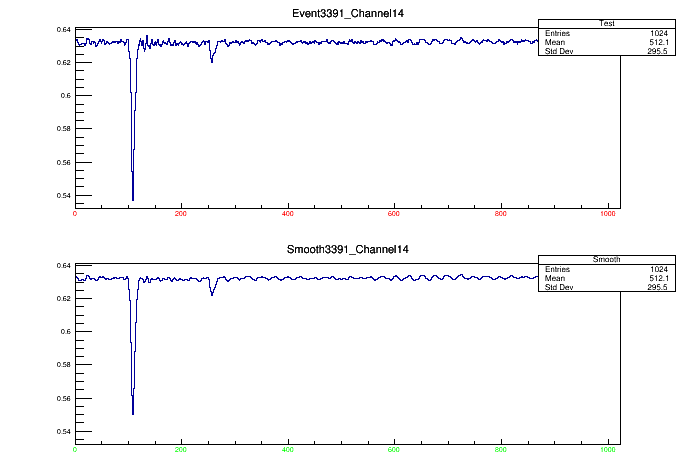 Event3391_Channel14
Test
Entries 1024
Mean 512.1
Std Dev 295.5
0.64
0.62
0.6
0.58
0.56
0.54
0 200 400 600 800 1000
Smooth3391_Channel14
Smooth
Entries 1024
Mean 512.1
Std Dev 295.5
0.64
0.62
0.6
0.58
0.56
0.54
0 200 400 600 800 1000